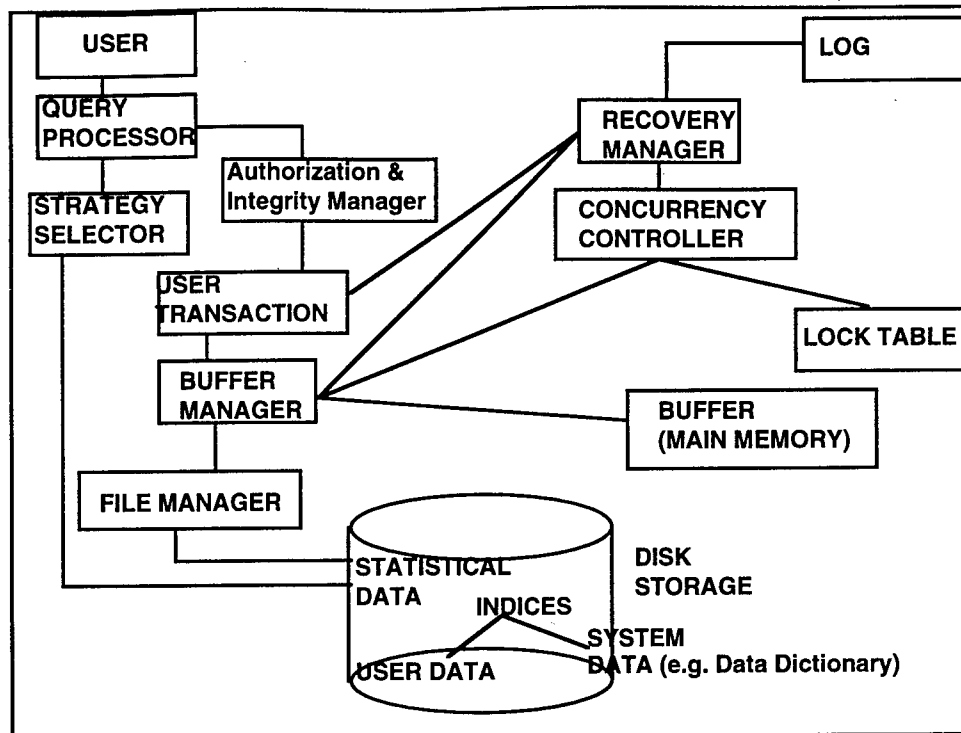 USER
LOG
QUERY
PROCESSOR
RECOVERY
MANAGER
Authorization &
Integrity Manager
STRATEGY
SELECTOR
CONCURRENCY
CONTROLLER
USER
TRANSACTION
LOCK TABLE
BUFFER
MANAGER
BUFFER
(MAIN MEMORY)
FILE MANAGER
STATISTICAL
DATA
DISK
STORAGE
INDICES
USER DATA
SYSTEM
DATA (e.g. Data Dictionary)